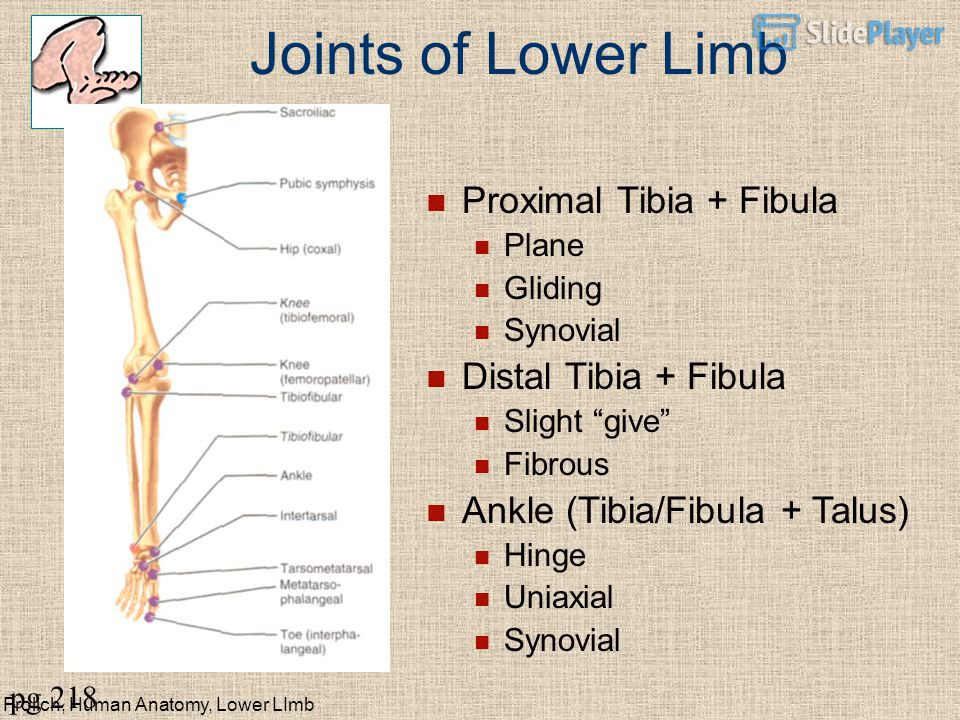 Joints of Lower Limb
SlidePlayer
Sacroiliac
Pubic symphysis
Hip (coxal)
Knee
(tibiofemoral)
Knee
(femoropatellar)
Tibiofibular
Tibiofibular
Ankle
Intertarsal
Tarsometatarsal
Metatarso-
phalangeal
Toe (interpha-
langeal)
■ Proximal Tibia + Fibula
■ Plane
■ Gliding
■ Synovial
■ Distal Tibia + Fibula
■ Slight “give”
■ Fibrous
■ Ankle (Tibia/Fibula + Talus)
■ Hinge
■ Uniaxial
■ Synovial
pg 218
Frolich, Human Anatomy, Lower LImb